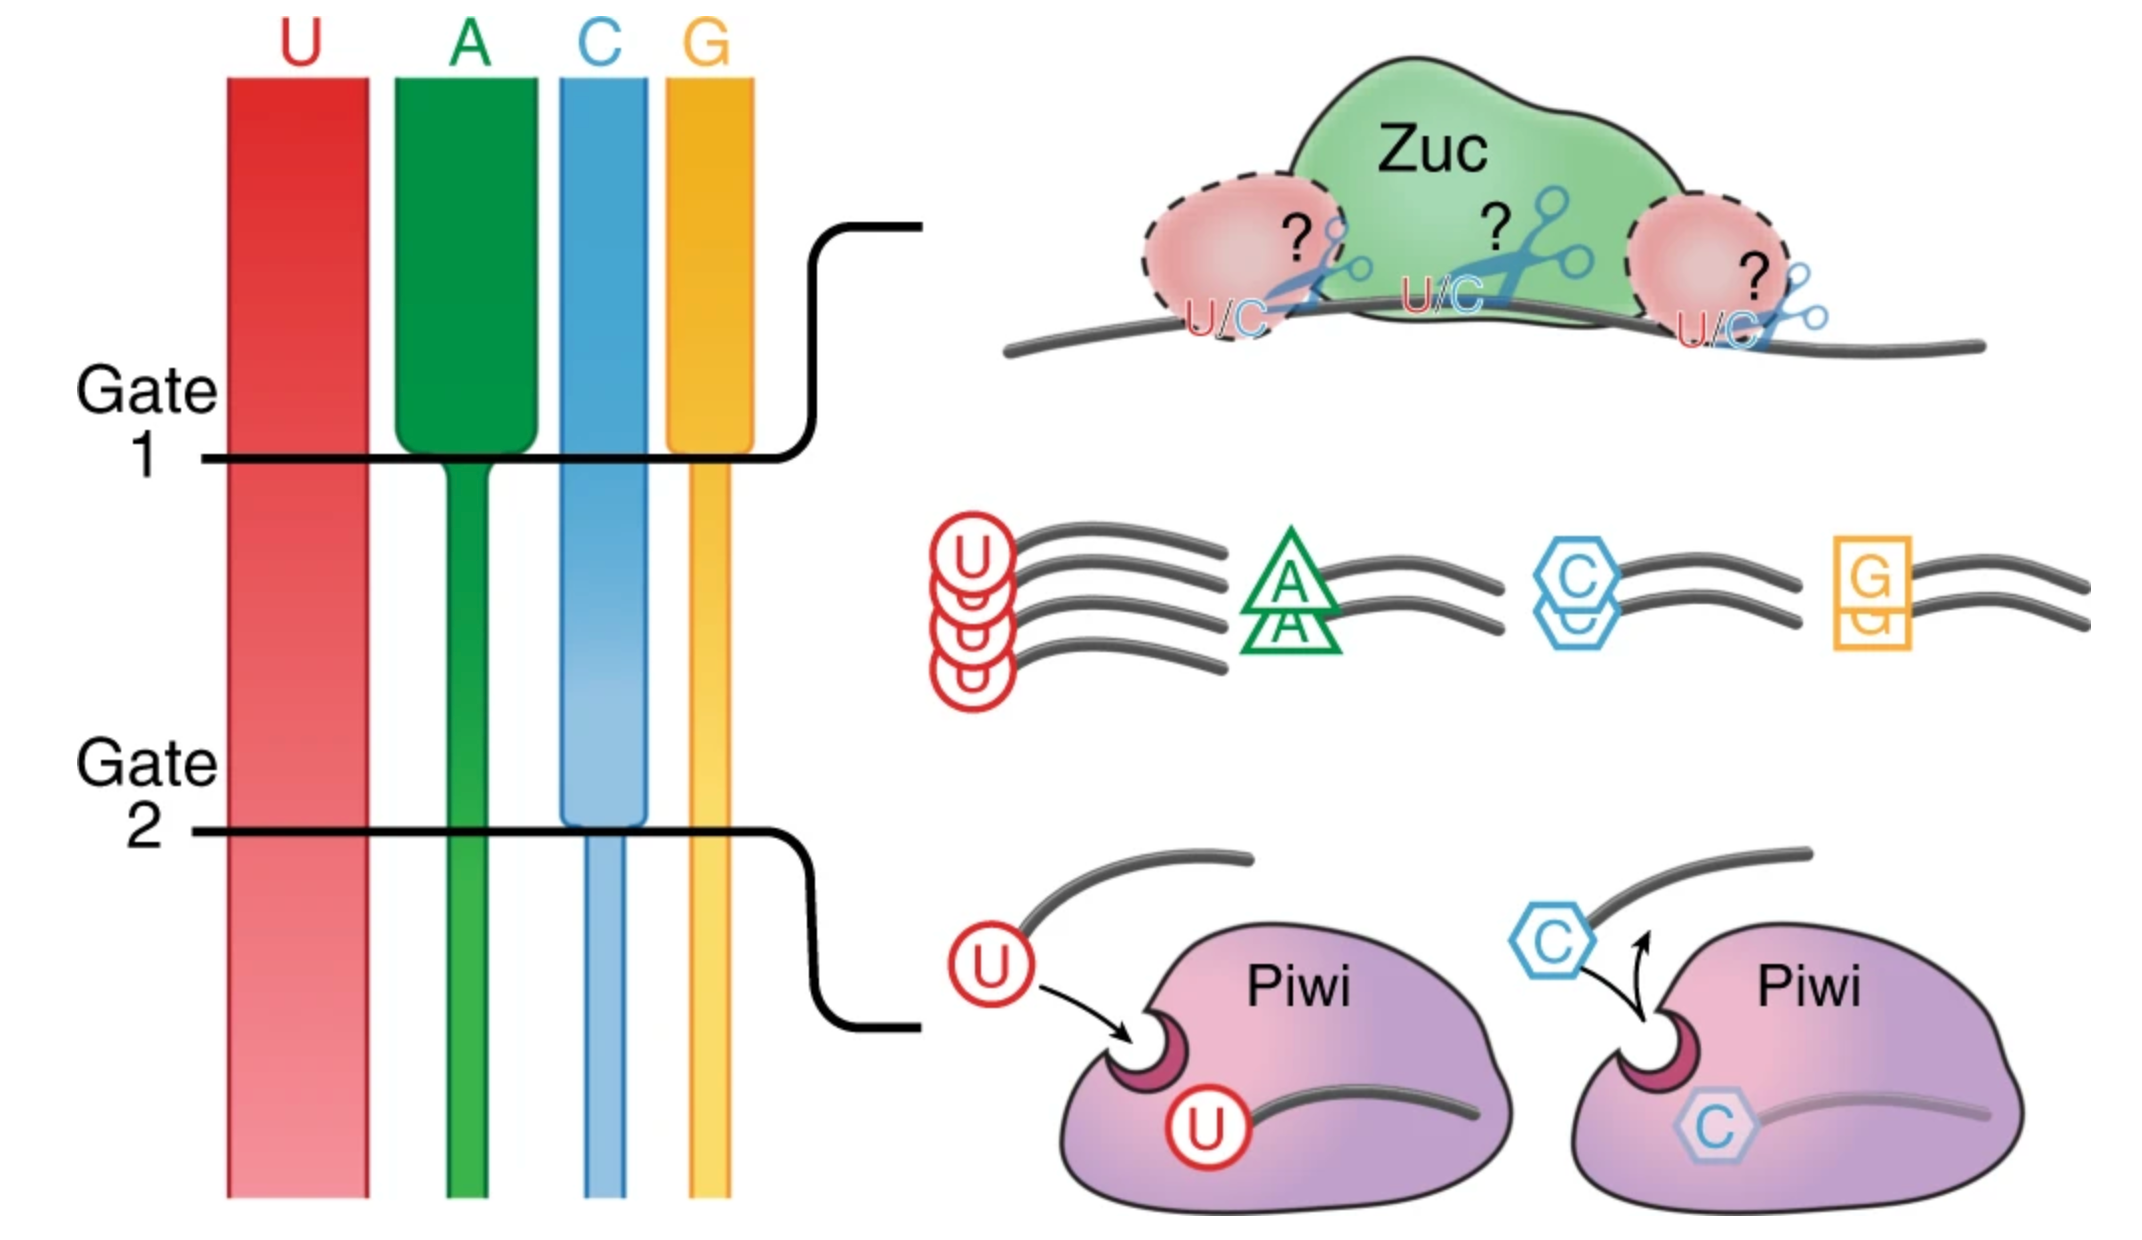 U A C G
Zuc
? ? ?
U/C U/C U/C
Gate
1
U A C G
U A C G
U
U
Gate
2
U Piwi C Piwi
U C